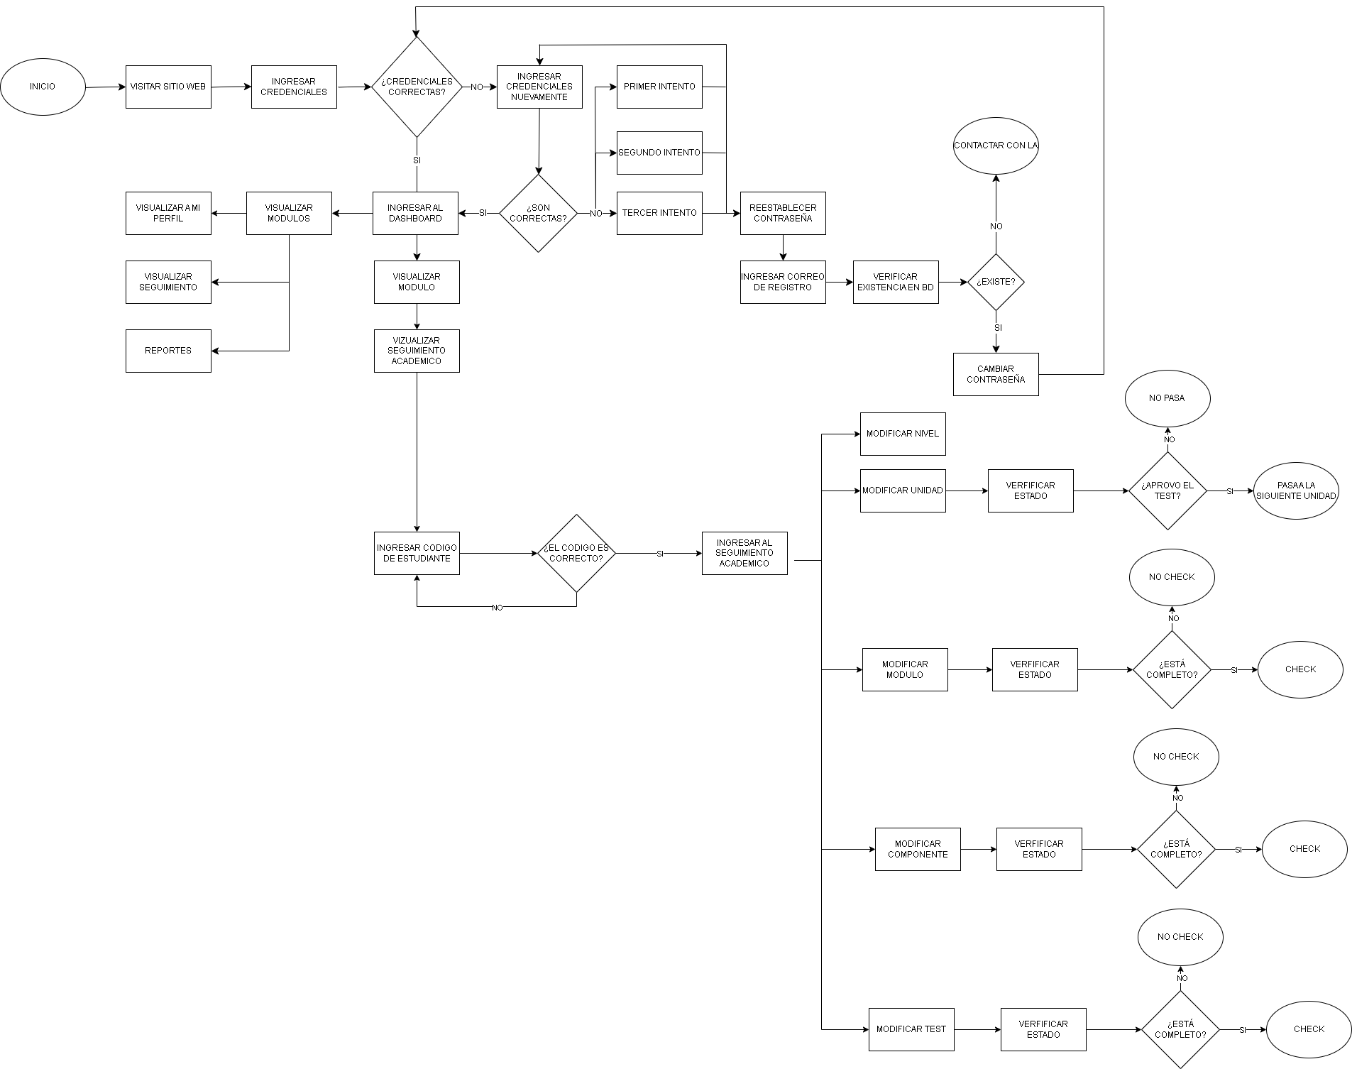 INICIO
VISITAR SITIO WEB
INGRESAR
CREDENCIALES
¿CREDENCIALES
CORRECTAS?
NO
INGRESAR
CREDENCIALES
NUEVAMENTE
PRIMER INTENTO
SEGUNDO INTENTO
TERCER INTENTO
CONTACTAR CON LA
SI
VISUALIZAR A MI
PERFIL
VISUALIZAR
MODULOS
INGRESAR AL
DASHBOARD
SI
¿SON
CORRECTAS?
NO
REESTABLECER
CONTRASEÑA
NO
VISUALIZAR
SEGUIMIENTO
VISUALIZAR
MODULO
INGRESAR CORREO
DE REGISTRO
VERIFICAR
EXISTENCIA EN BD
¿EXISTE?
SI
REPORTES
VIZUALIZAR
SEGUIMIENTO
ACADEMICO
CAMBIAR
CONTRASEÑA
NO PASA
NO
MODIFICAR NIVEL
MODIFICAR UNIDAD
VERFIFICAR
ESTADO
¿APROVO EL
TEST?
SI
PASA A LA
SIGUIENTE UNIDAD
INGRESAR CODIGO
DE ESTUDIANTE
¿EL CODIGO ES
CORRECTO?
SI
INGRESAR AL
SEGUIMIENTO
ACADEMICO
NO
NO CHECK
NO
MODIFICAR
MODULO
VERFIFICAR
ESTADO
¿ESTÁ
COMPLETO?
SI
CHECK
NO CHECK
NO
MODIFICAR
COMPONENTE
VERFIFICAR
ESTADO
¿ESTÁ
COMPLETO?
SI
CHECK
NO CHECK
NO
MODIFICAR TEST
VERFIFICAR
ESTADO
¿ESTÁ
COMPLETO?
SI
CHECK